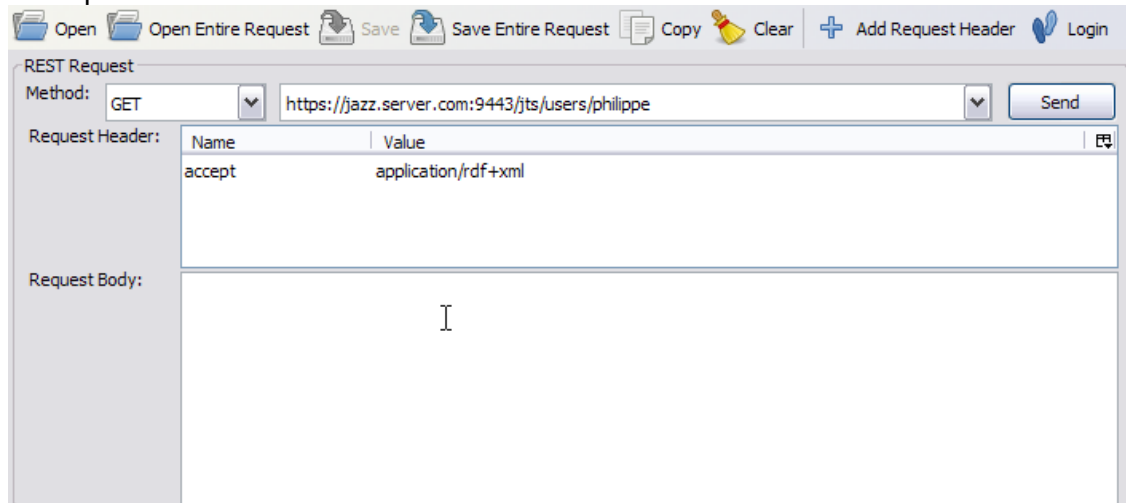 Open Open Entire Request Save Save Entire Request Copy Clear Add Request Header Login
REST Request
Method: GET https://jazz.server.com:9443/jts/users/philippe Send
Request Header: Name Value
accept application/rdf+xml
Request Body: